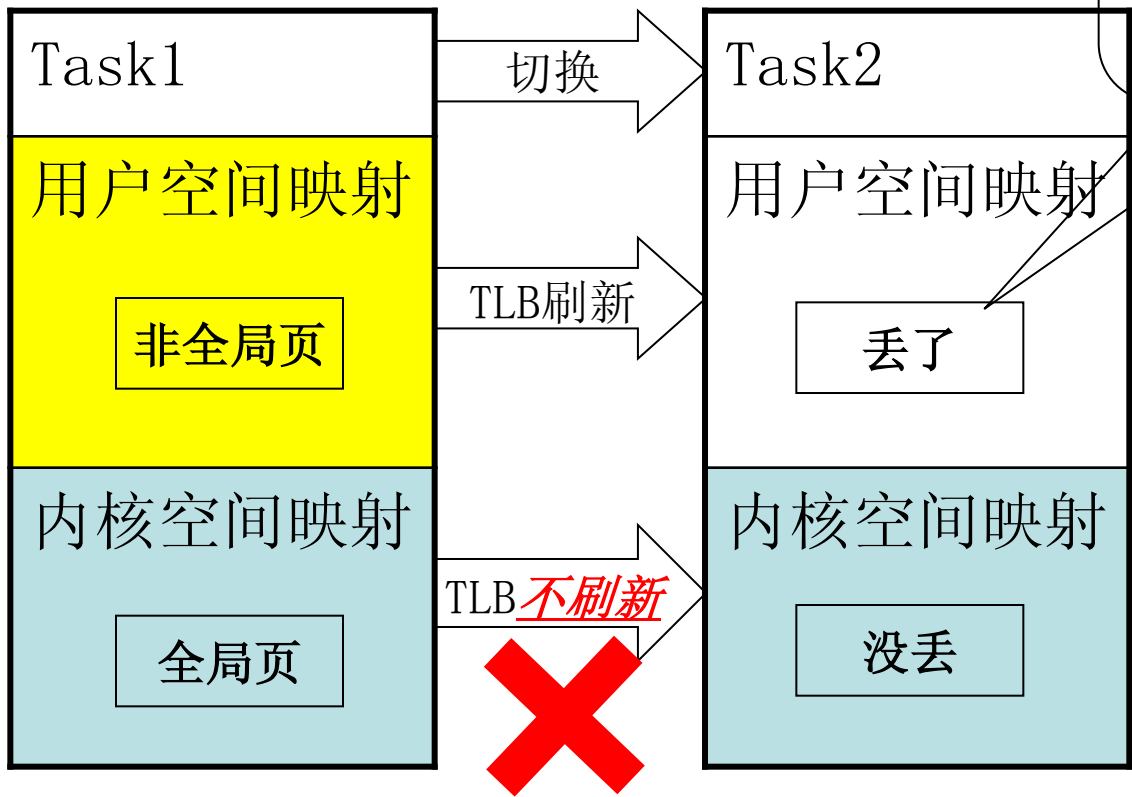 Task1
切换
Task2
用户空间映射
用户空间映射
TLB刷新
非全局页
丢了
内核空间映射
内核空间映射
TLB不刷新
全局页
没丢